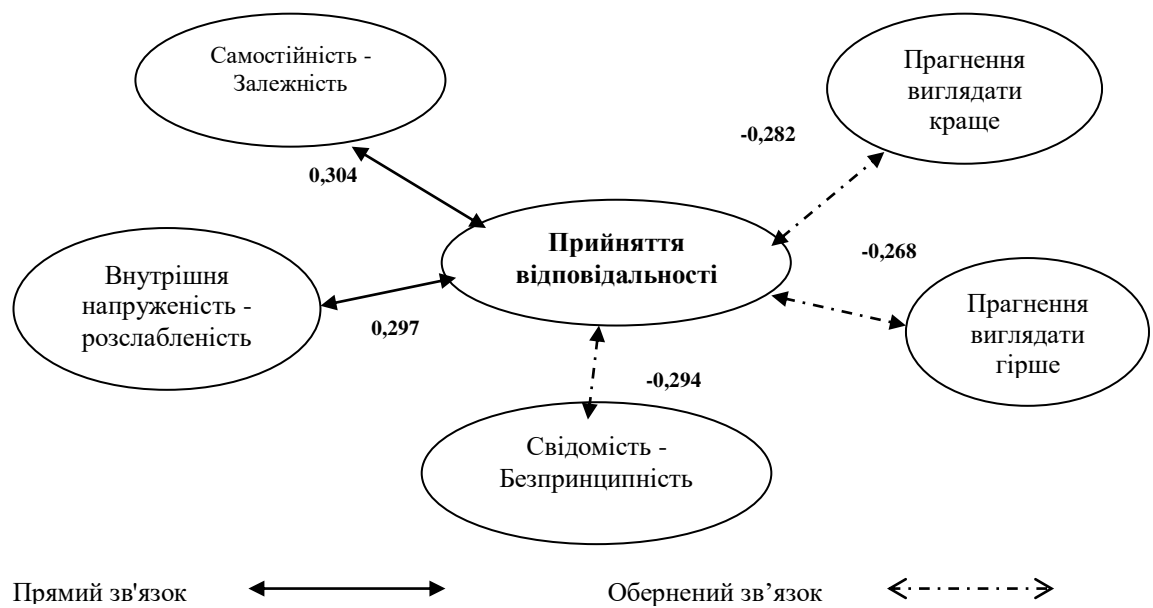 Самостійність -
Залежність
Прагнення
виглядати
краще
-0,282
0,304
Прийняття
відповідальності
Внутрішня
напруженість -
розслабленість
0,297
-0,268
Прагнення
виглядати
гірше
-0,294
Свідомість -
Безпринципність
Прямий зв'язок
Обернений зв’язок